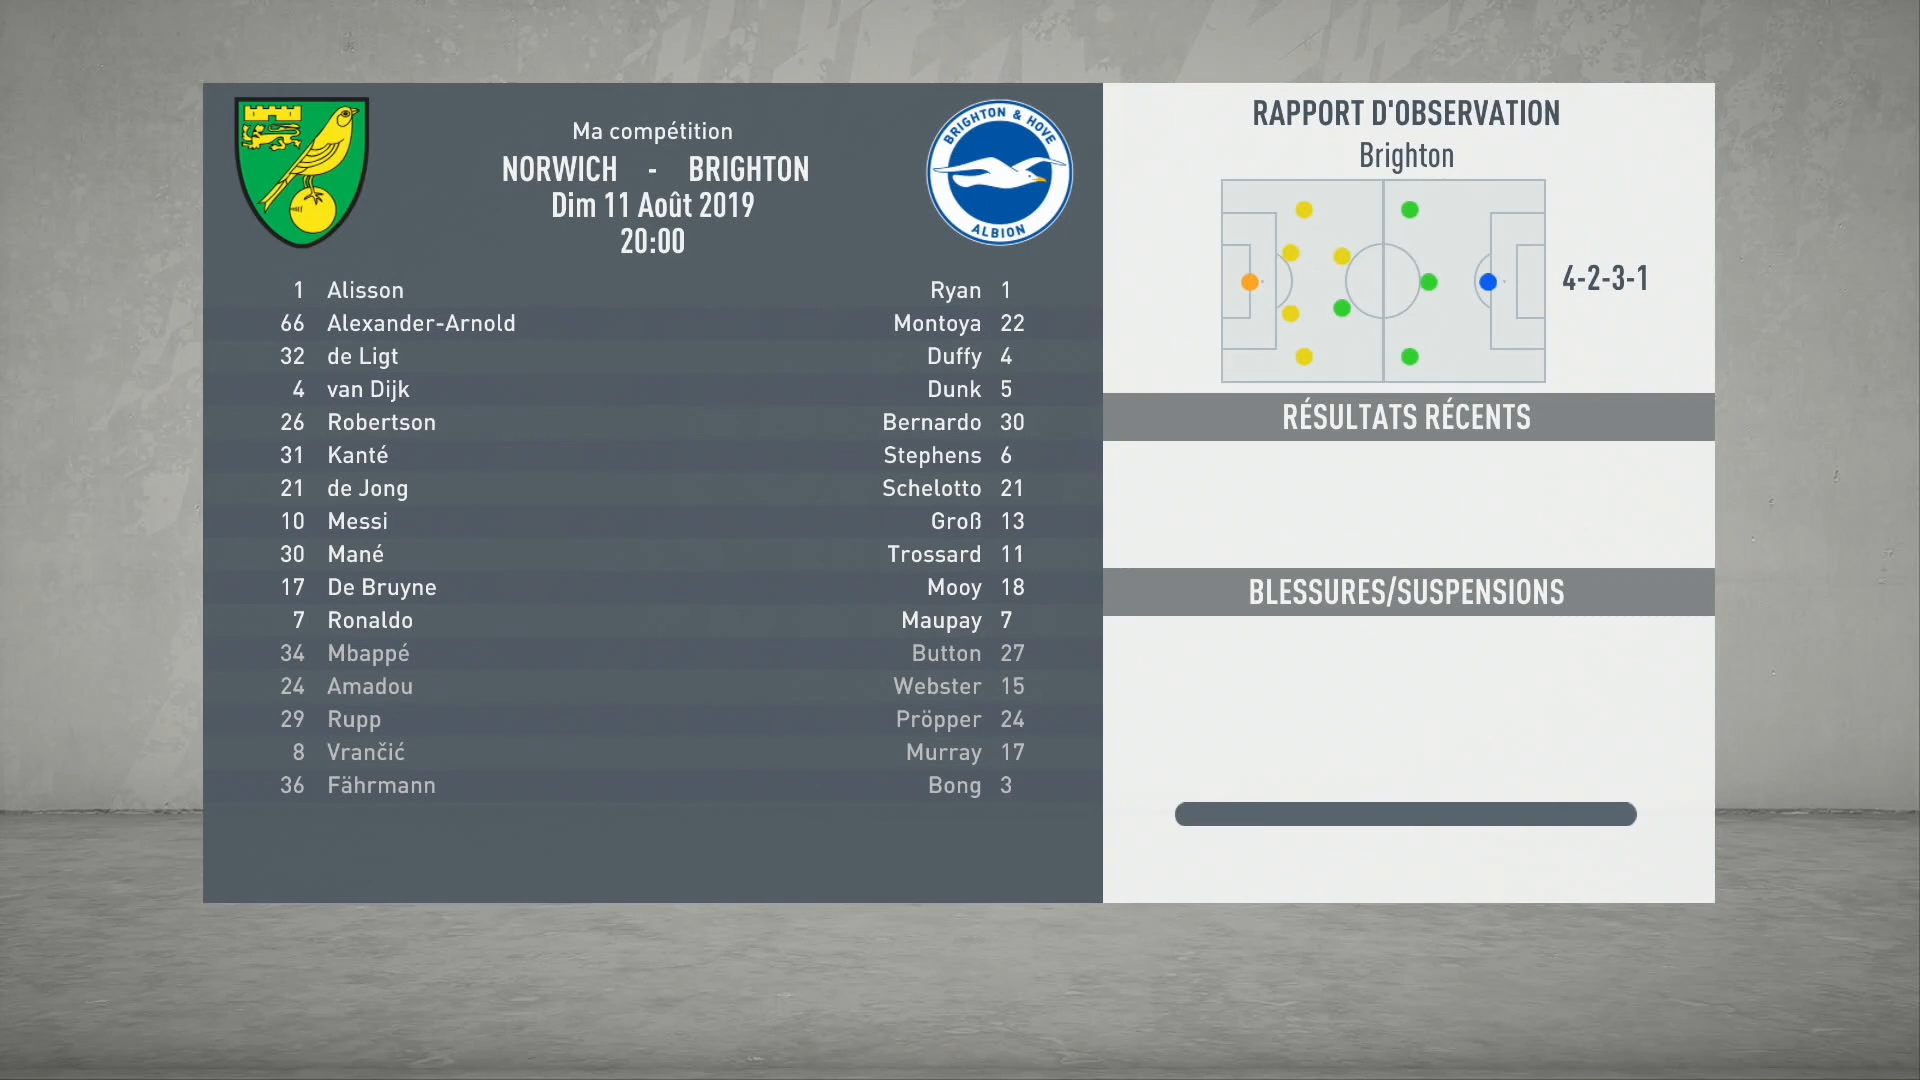 BRIGHTON & HOVE
ALBION
Ma compétition
NORWICH - BRIGHTON
Dim 11 Août 2019
20:00
1 Alisson Ryan 1
66 Alexander-Arnold Montoya 22
32 de Ligt Duffy 4
4 van Dijk Dunk 5
26 Robertson Bernardo 30
31 Kanté Stephens 6
21 de Jong Schelotto 21
10 Messi Groß 13
30 Mané Trossard 11
17 De Bruyne Mooy 18
7 Ronaldo Maupay 7
34 Mbappé Button 27
24 Amadou Webster 15
29 Rupp Pröpper 24
8 Vrančić Murray 17
36 Fährmann Bong 3
RAPPORT D'OBSERVATION
Brighton
4-2-3-1
RÉSULTATS RÉCENTS
BLESSURES/SUSPENSIONS